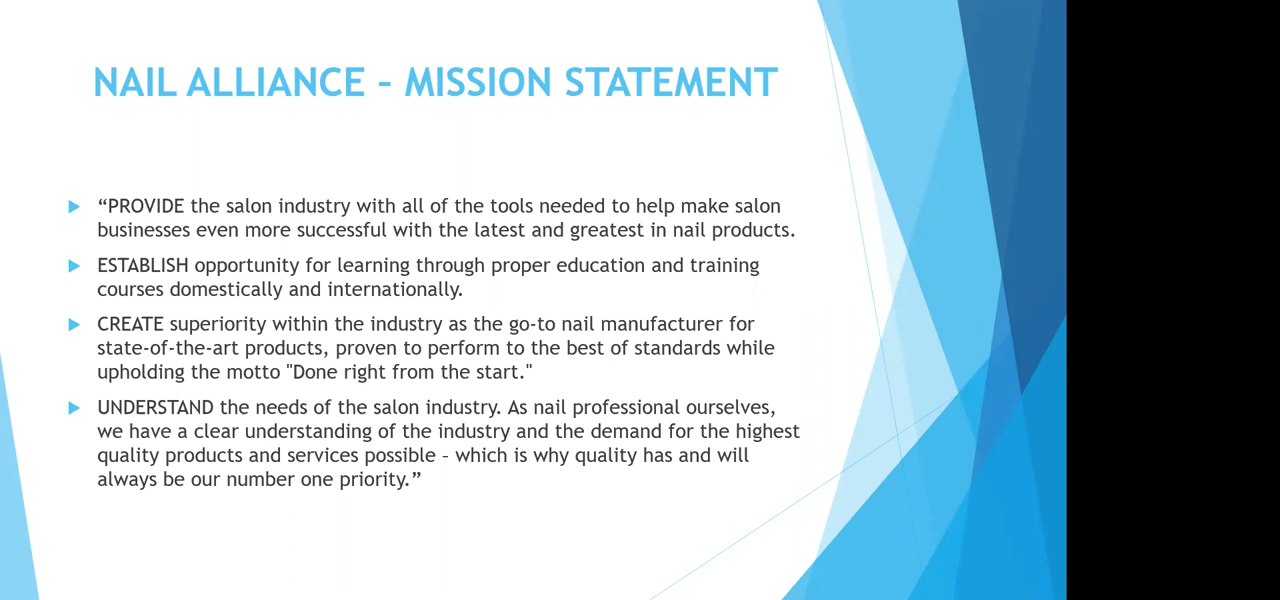 NAIL ALLIANCE – MISSION STATEMENT
“PROVIDE the salon industry with all of the tools needed to help make salon
businesses even more successful with the latest and greatest in nail products.
ESTABLISH opportunity for learning through proper education and training
courses domestically and internationally.
CREATE superiority within the industry as the go-to nail manufacturer for
state-of-the-art products, proven to perform to the best of standards while
upholding the motto "Done right from the start."
UNDERSTAND the needs of the salon industry. As nail professional ourselves,
we have a clear understanding of the industry and the demand for the highest
quality products and services possible – which is why quality has and will
always be our number one priority.”